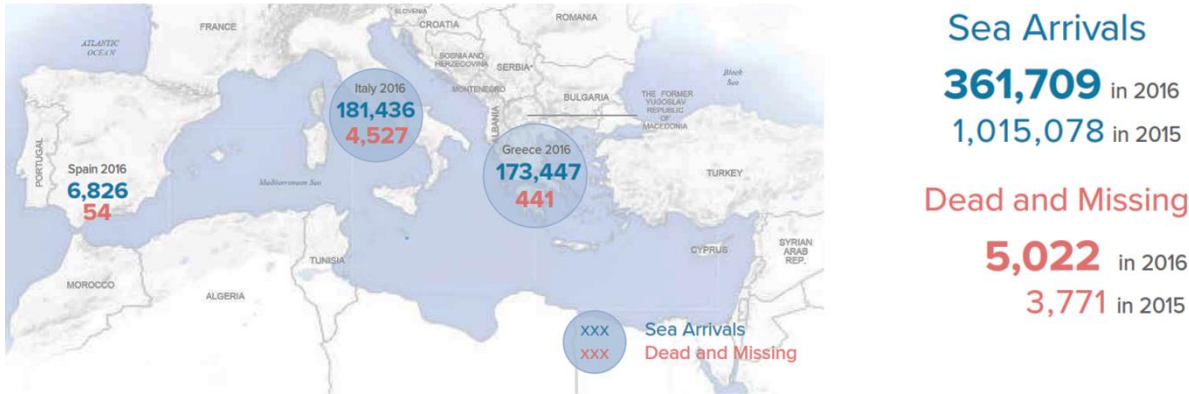 SLOVENIA
ROMANIA
FRANCE
CROATIA
ATLANTIC
OCEAN
BOSNIA AND
HERZECOVINA
SERBIA*
Black
Sea
Italy 2016
181,436
4,527
MONTENEGRO
BULGARIA
THE FORMER
YUGOSLAV
REPUBLIC
OF
MACEDONIA
ALBANIA
PORTUGAL
Spain 2016
6,826
54
Greece 2016
173,447
441
Mediterranean Sea
TURKEY
CYPRUS
SYRIAN
ARAB
REP.
TUNISIA
MOROCCO
ALGERIA
xxx Sea Arrivals
xxx Dead and Missing
Sea Arrivals
361,709 in 2016
1,015,078 in 2015
Dead and Missing
5,022 in 2016
3,771 in 2015